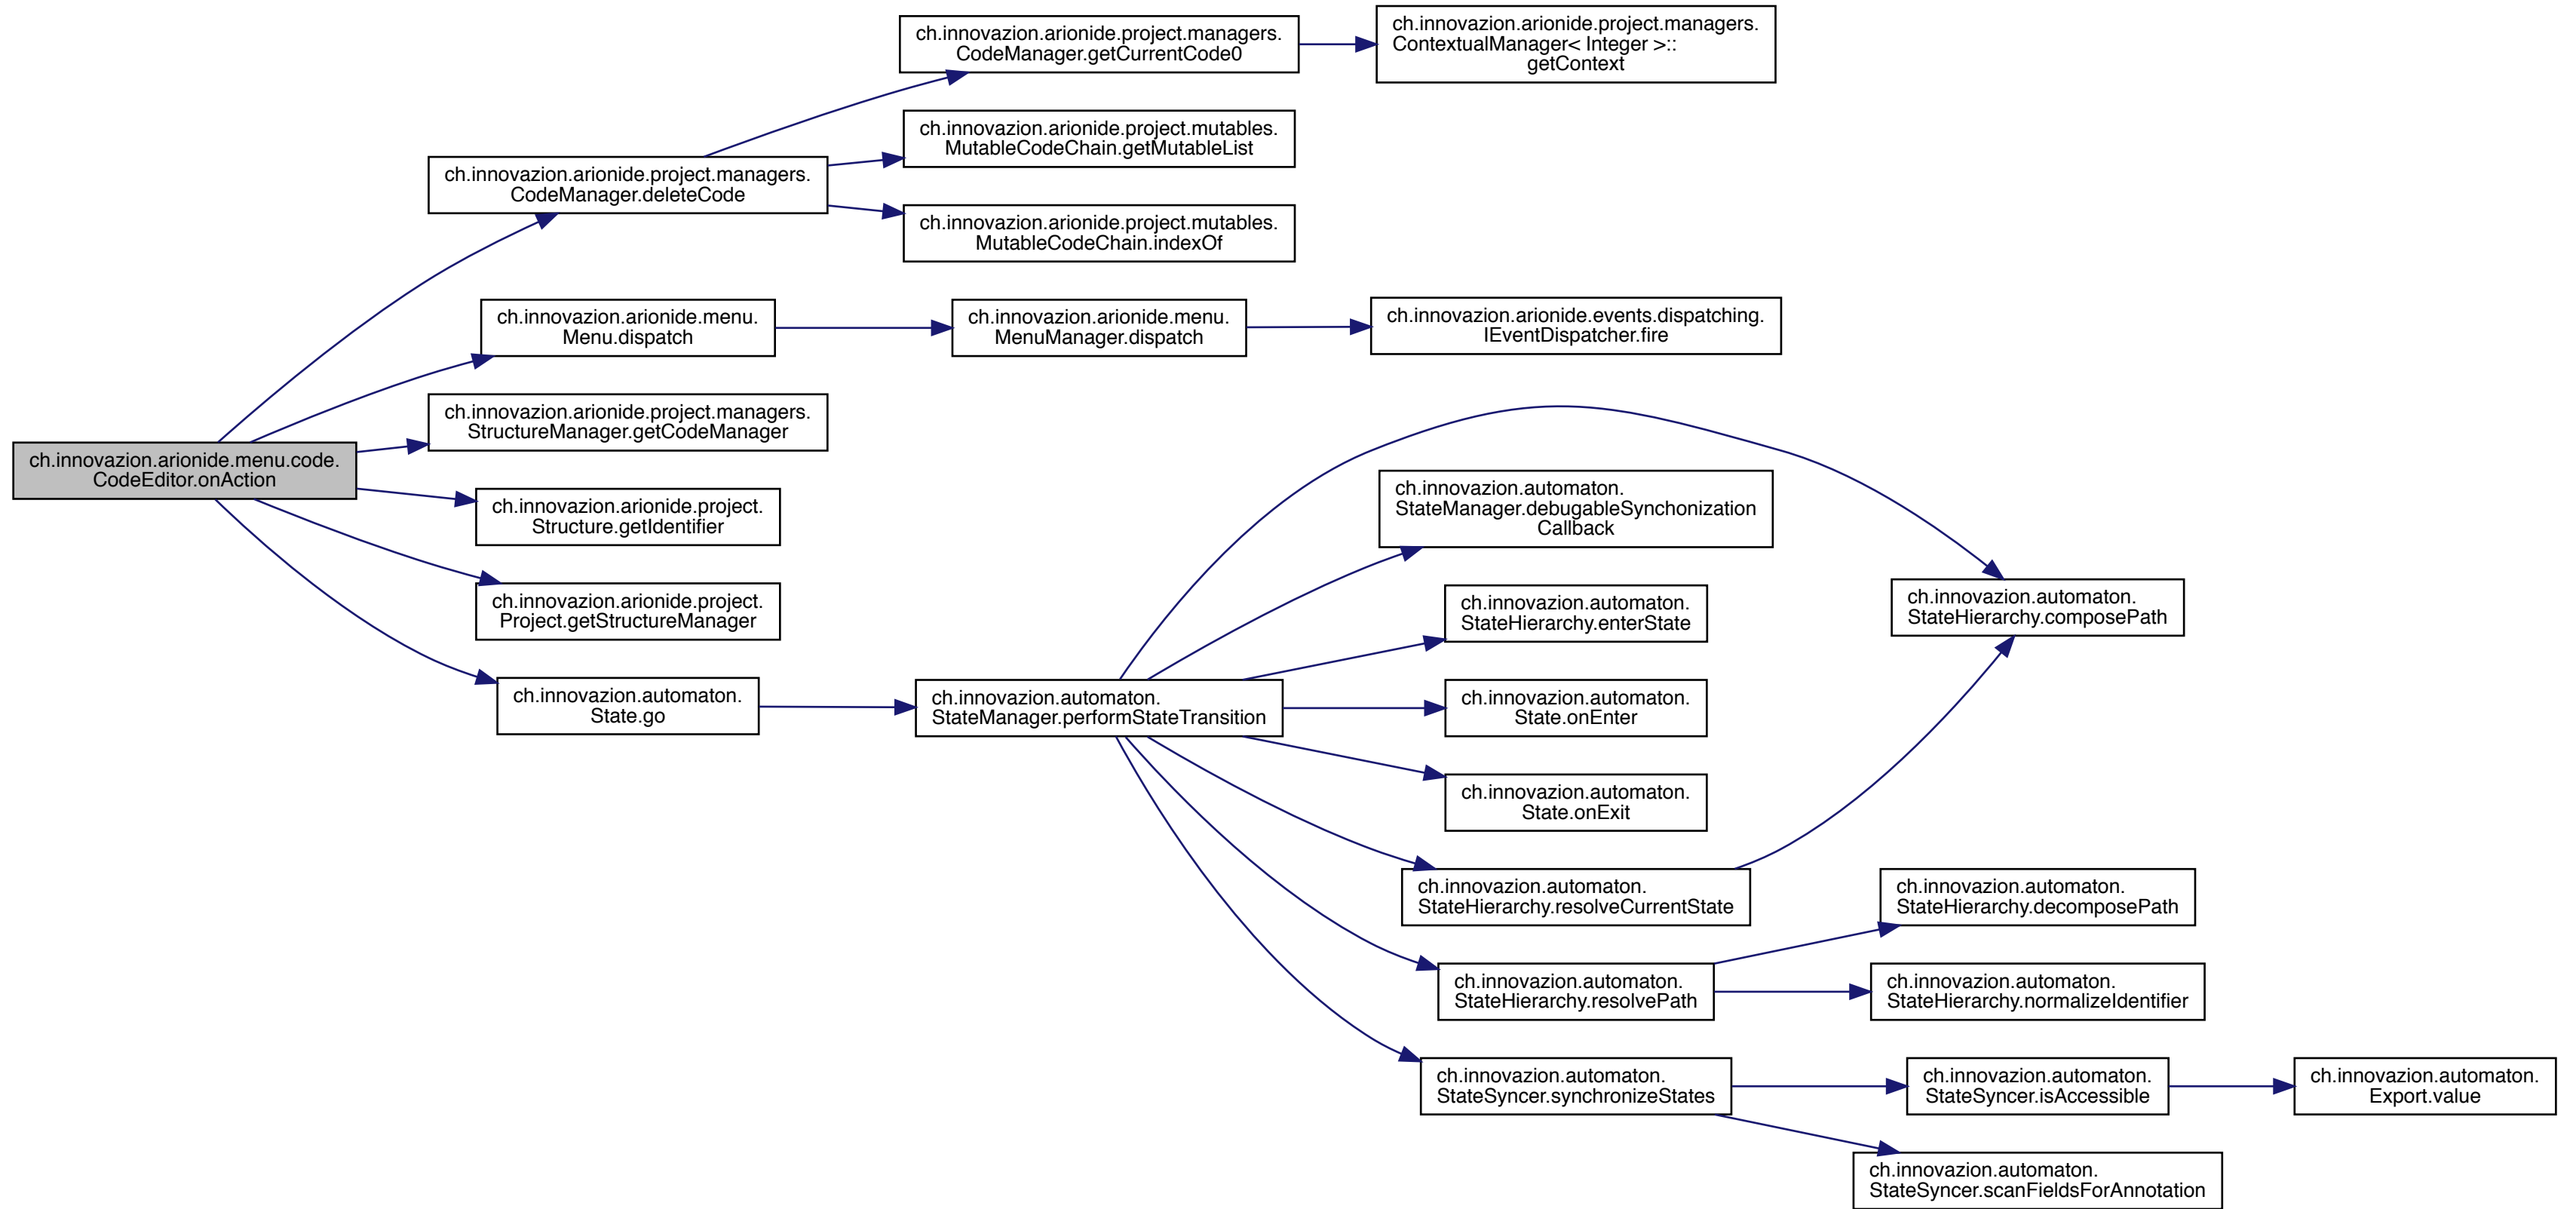 ch.innovazion.arionide.menu.code.
CodeEditor.onAction
ch.innovazion.arionide.project.managers.
CodeManager.deleteCode
ch.innovazion.arionide.project.managers.
CodeManager.getCurrentCode0
ch.innovazion.arionide.project.managers.
ContextualManager< Integer >::
getContext
ch.innovazion.arionide.project.mutables.
MutableCodeChain.getMutableList
ch.innovazion.arionide.project.mutables.
MutableCodeChain.indexOf
ch.innovazion.arionide.menu.
Menu.dispatch
ch.innovazion.arionide.menu.
MenuManager.dispatch
ch.innovazion.arionide.events.dispatching.
IEventDispatcher.fire
ch.innovazion.arionide.project.managers.
StructureManager.getCodeManager
ch.innovazion.arionide.project.
Structure.getIdentifier
ch.innovazion.arionide.project.
Project.getStructureManager
ch.innovazion.automaton.
State.go
ch.innovazion.automaton.
StateManager.performStateTransition
ch.innovazion.automaton.
StateManager.debugableSynchonization
Callback
ch.innovazion.automaton.
StateHierarchy.enterState
ch.innovazion.automaton.
State.onEnter
ch.innovazion.automaton.
State.onExit
ch.innovazion.automaton.
StateHierarchy.resolveCurrentState
ch.innovazion.automaton.
StateHierarchy.composePath
ch.innovazion.automaton.
StateHierarchy.resolvePath
ch.innovazion.automaton.
StateHierarchy.decomposePath
ch.innovazion.automaton.
StateHierarchy.normalizeIdentifier
ch.innovazion.automaton.
StateSyncer.synchronizeStates
ch.innovazion.automaton.
StateSyncer.isAccessible
ch.innovazion.automaton.
Export.value
ch.innovazion.automaton.
StateSyncer.scanFieldsForAnnotation